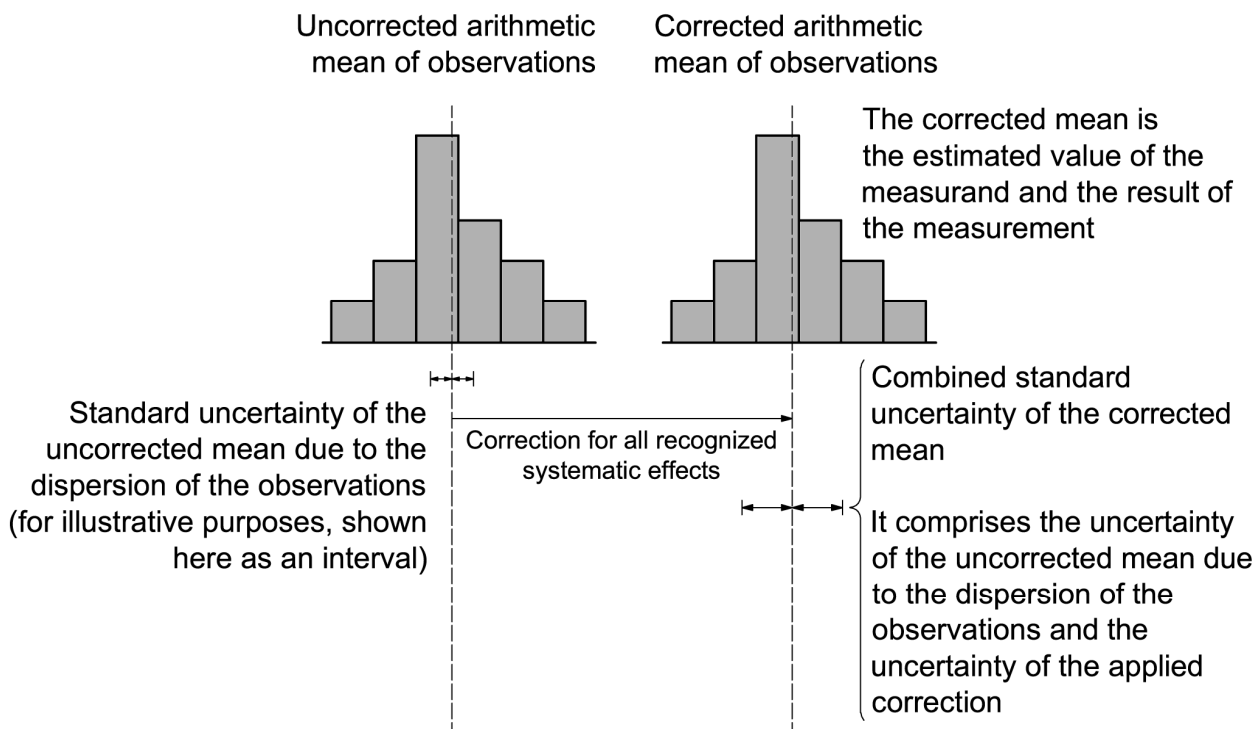 Uncorrected arithmetic
mean of observations
Corrected arithmetic
mean of observations
The corrected mean is
the estimated value of the
measurand and the result of
the measurement
Standard uncertainty of the
uncorrected mean due to the
dispersion of the observations
(for illustrative purposes, shown
here as an interval)
Correction for all recognized
systematic effects
Combined standard
uncertainty of the corrected
mean
It comprises the uncertainty
of the uncorrected mean due
to the dispersion of the
observations and the
uncertainty of the applied
correction